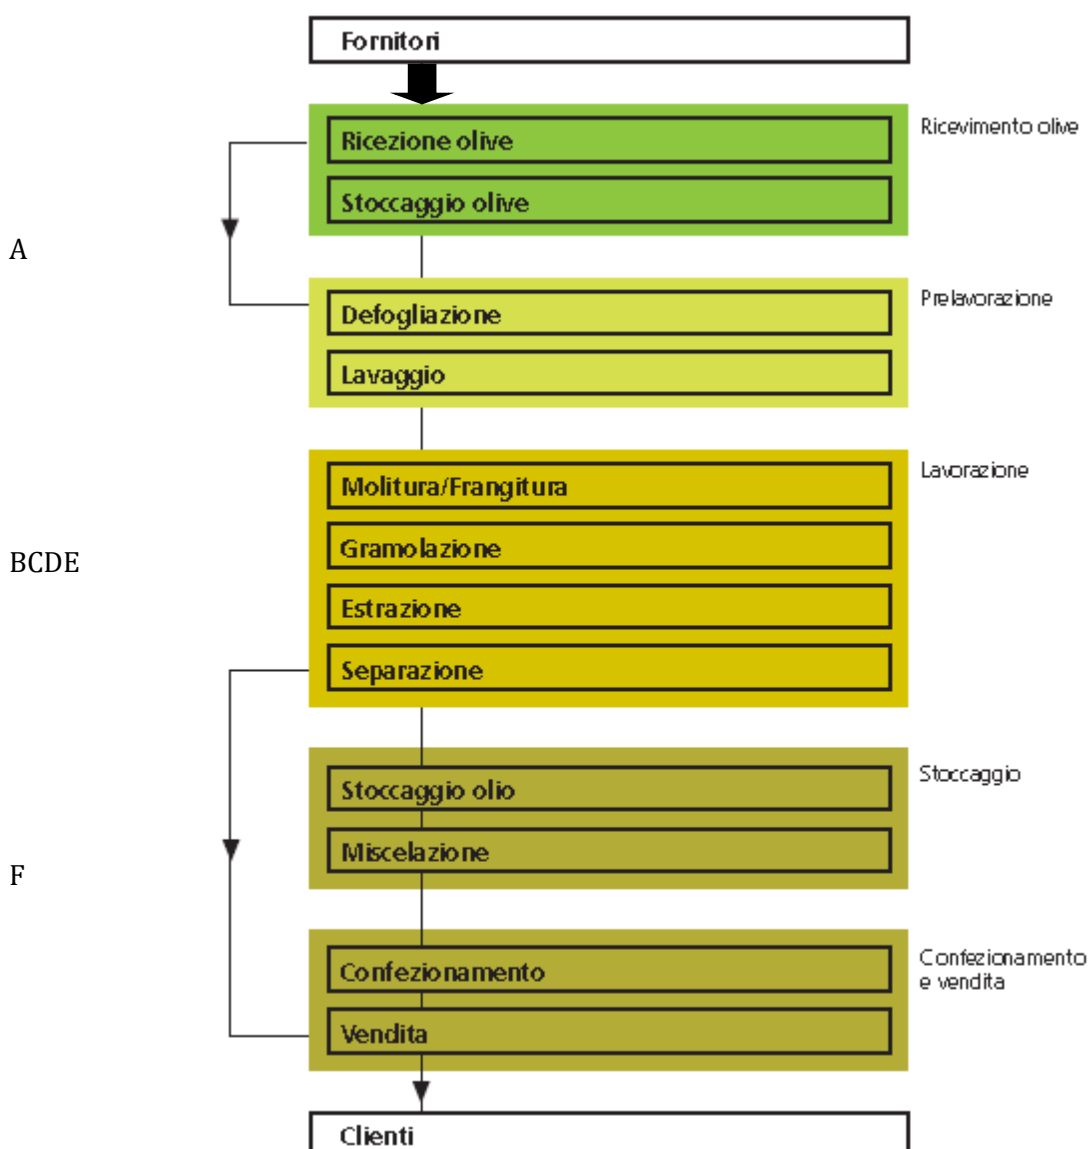 Fornitori
Ricezione olive
Ricevimento olive
Stoccaggio olive
A
Defogliazione
Prelavorazione
Lavaggio
Molitura/Frangitura
Lavorazione
Gramolazione
BCDE
Estrazione
Separazione
Stoccaggio olio
Stoccaggio
Miscelazione
F
Confezionamento
Confezionamento
e vendita
Vendita
Clienti